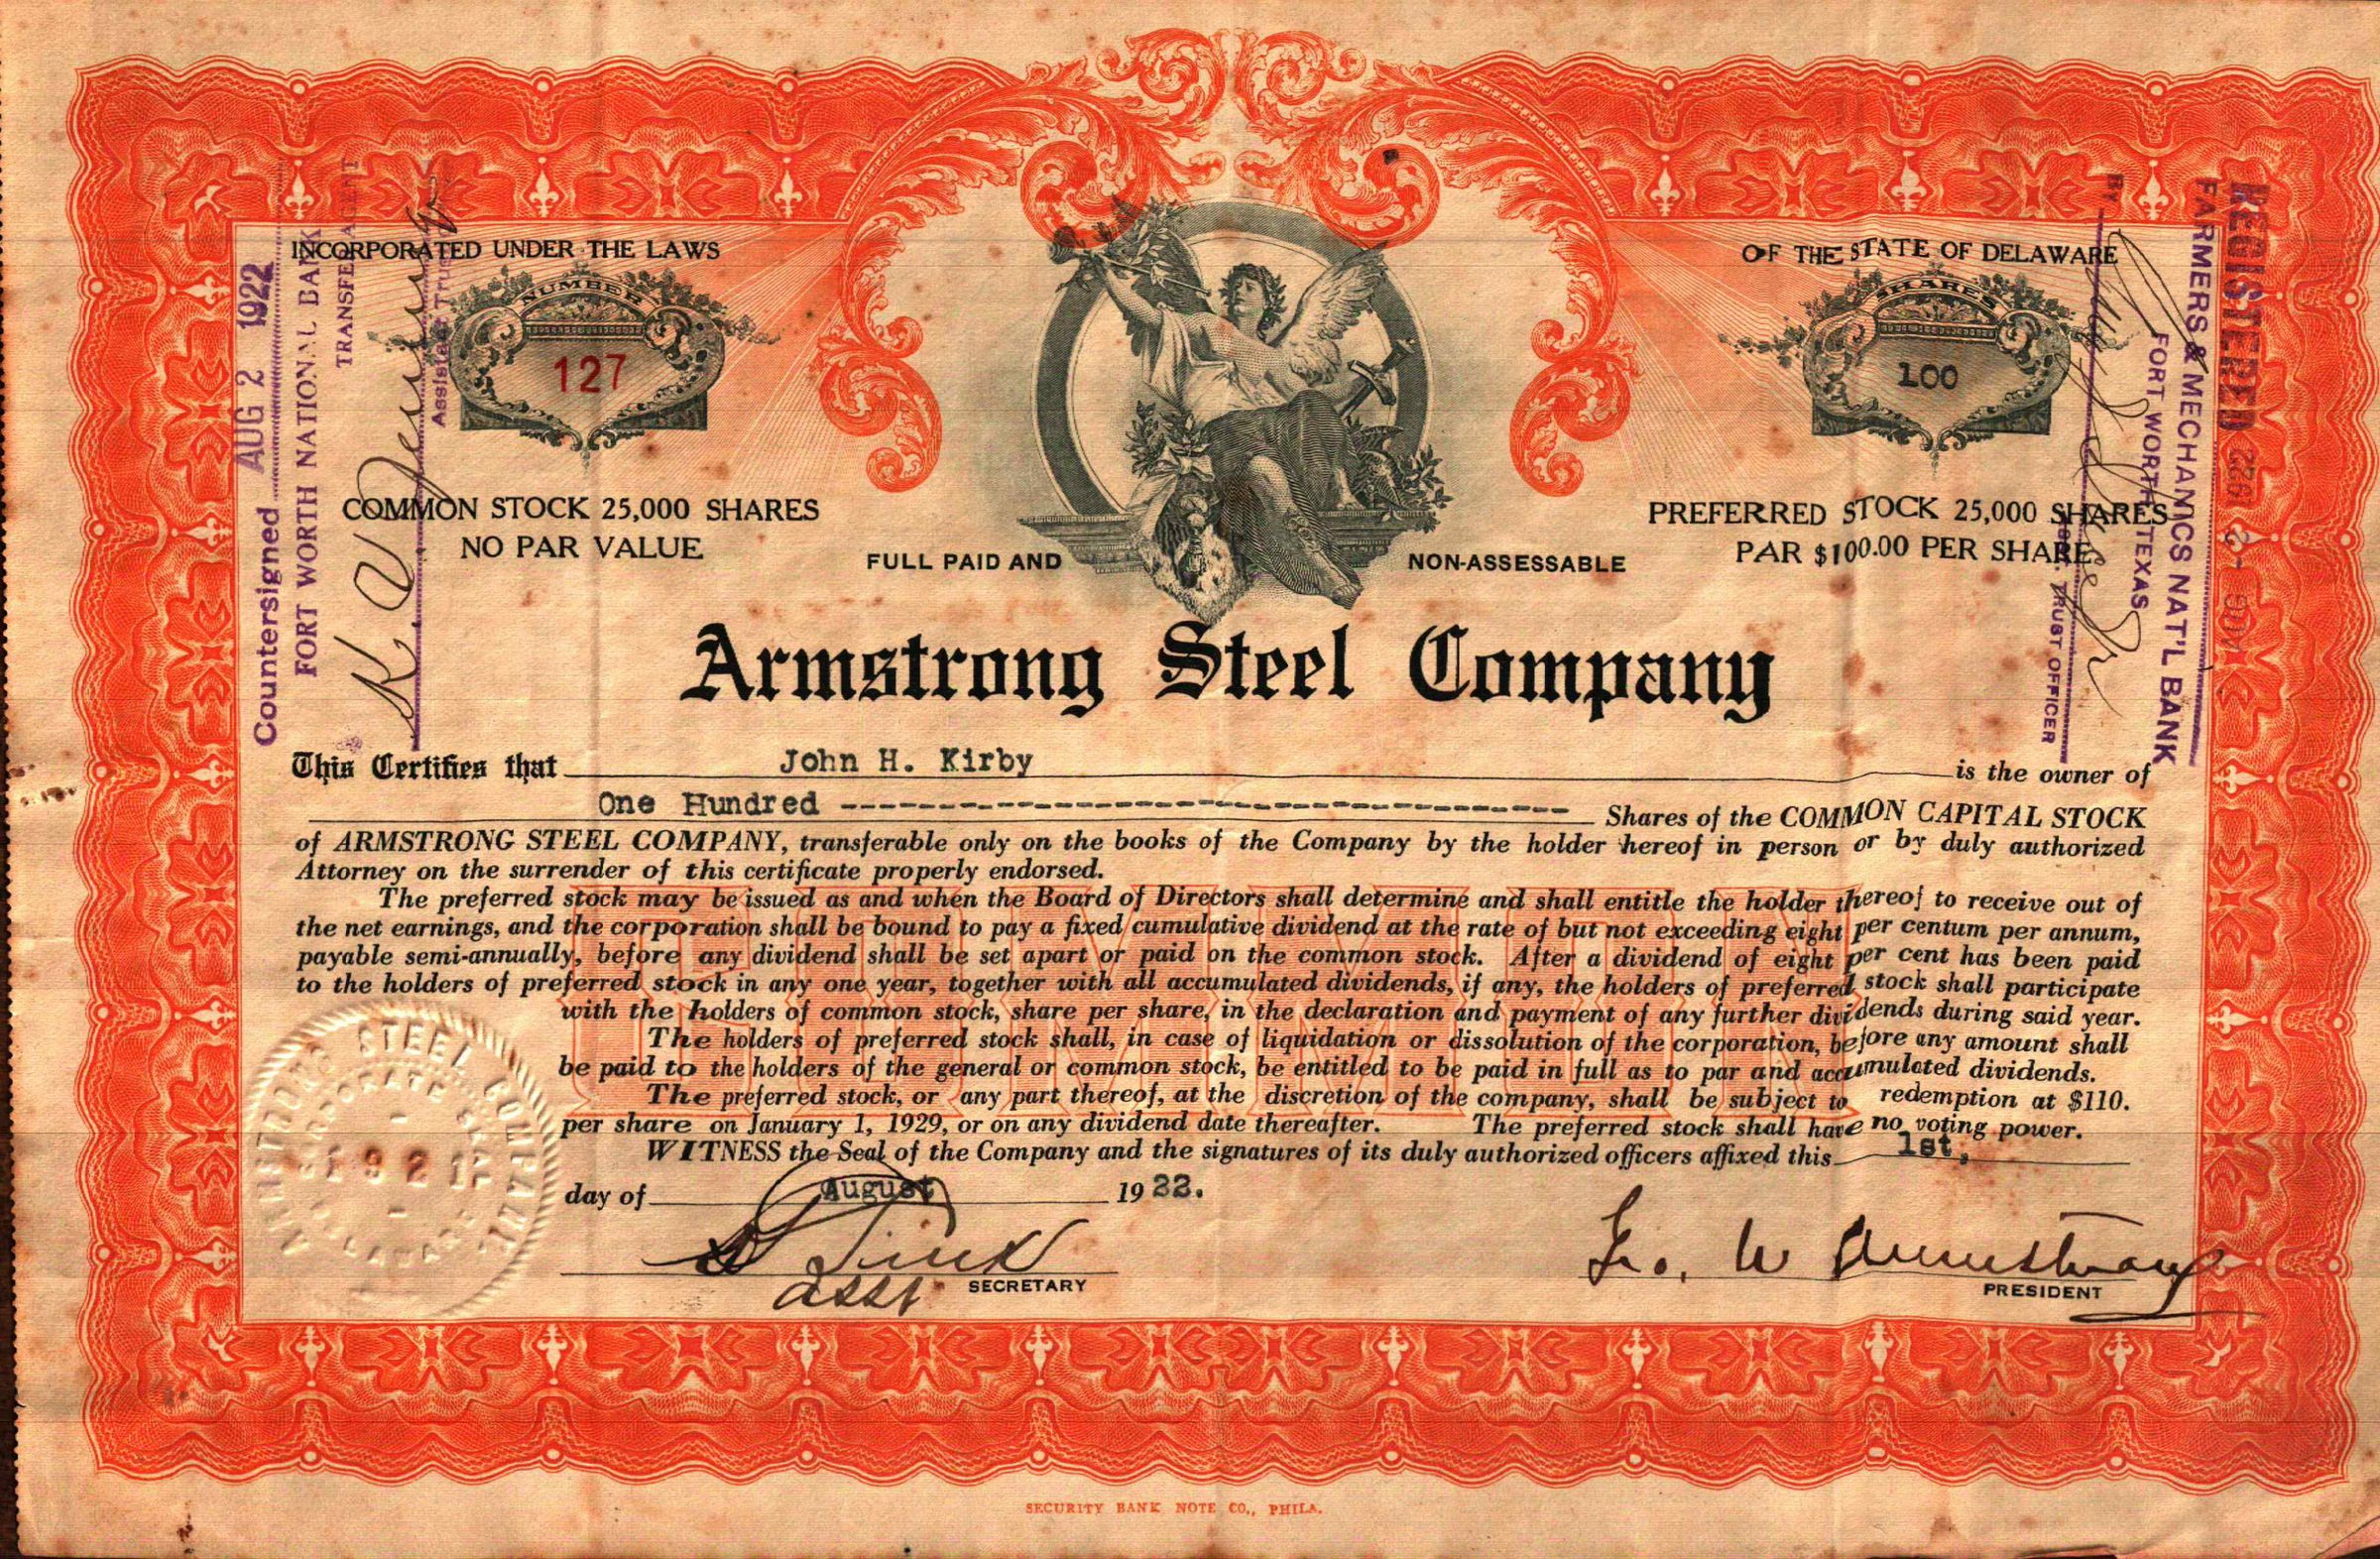 INCORPORATED UNDER THE LAWS
OF THE STATE OF DELAWARE
NUMBER
127
SHARES
100
COMMON STOCK 25,000 SHARES
NO PAR VALUE
PREFERRED STOCK 25,000 SHARES
PAR $100.00 PER SHARE
FULL PAID AND
NON-ASSESSABLE
Armstrong Steel Company
This Certifies that John H. Kirby is the owner of
One Hundred ------------------------------------ Shares of the COMMON CAPITAL STOCK
of ARMSTRONG STEEL COMPANY, transferable only on the books of the Company by the holder hereof in person or by duly authorized
Attorney on the surrender of this certificate properly endorsed.
The preferred stock may be issued as and when the Board of Directors shall determine and shall entitle the holder thereof to receive out of
the net earnings, and the corporation shall be bound to pay a fixed cumulative dividend at the rate of but not exceeding eight per centum per annum,
payable semi-annually, before any dividend shall be set apart or paid on the common stock. After a dividend of eight per cent has been paid
to the holders of preferred stock in any one year, together with all accumulated dividends, if any, the holders of preferred stock shall participate
with the holders of common stock, share per share, in the declaration and payment of any further dividends during said year.
The holders of preferred stock shall, in case of liquidation or dissolution of the corporation, before any amount shall
be paid to the holders of the general or common stock, be entitled to be paid in full as to par and accumulated dividends.
The preferred stock, or any part thereof, at the discretion of the company, shall be subject to redemption at $110.
per share on January 1, 1929, or on any dividend date thereafter. The preferred stock shall have no voting power.
WITNESS the Seal of the Company and the signatures of its duly authorized officers affixed this 1st,
day of August 1922.
asst SECRETARY
Geo. W Armstrong
PRESIDENT
ARMSTRONG STEEL COMPANY
CORPORATE SEAL
1921
DELAWARE
Countersigned AUG 2 1922
FORT WORTH NATIONAL BANK
TRANSFER AGENT
Assistant Trust
REGISTERED
FARMERS & MECHANICS NAT'L BANK
FORT WORTH TEXAS
BY
TRUST OFFICER
SECURITY BANK NOTE CO., PHILA.